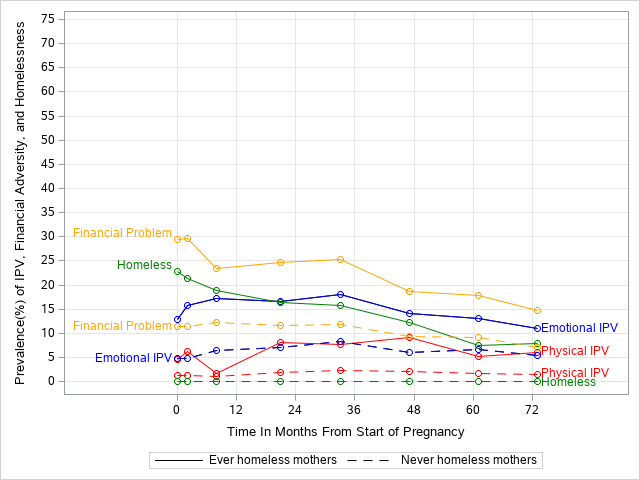 Prevalence(%) of IPV, Financial Adversity, and Homelessness
75
70
65
60
55
50
45
40
35
30
25
20
15
10
5
0
Financial Problem
Homeless
Financial Problem
Emotional IPV
Emotional IPV
Physical IPV
Physical IPV
Homeless
0 12 24 36 48 60 72
Time In Months From Start of Pregnancy
Ever homeless mothers Never homeless mothers